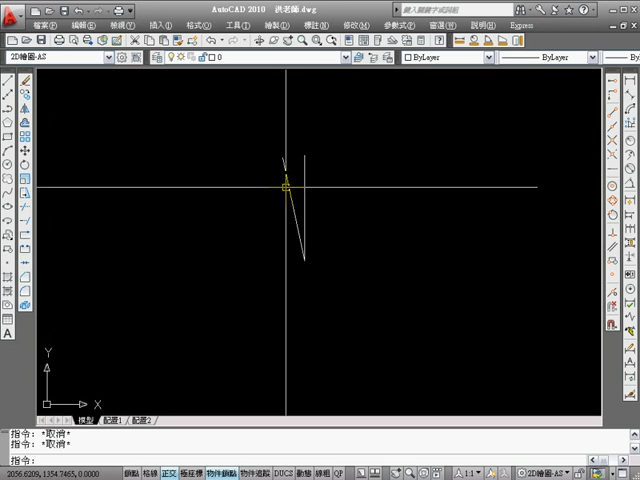 AutoCAD 2010 洪老師.dwg 鍵入關鍵字或片語
檔案(F) 編輯(E) 檢視(V) 插入(I) 格式(O) 工具(T) 繪製(D) 標註(N) 修改(M) 參數式(P) 視窗(W) 說明(H) Express
2D繪圖-AS 0 ByLayer ByLayer
Y
X
模型 配置1 配置2
指令: *取消*
指令: *取消*
指令:
2056.6209, 1354.7465, 0.0000 鎖點 格線 正交 極座標 物件鎖點 物件追蹤 DUCS 動態 線粗 QP 1:1 2D繪圖-AS